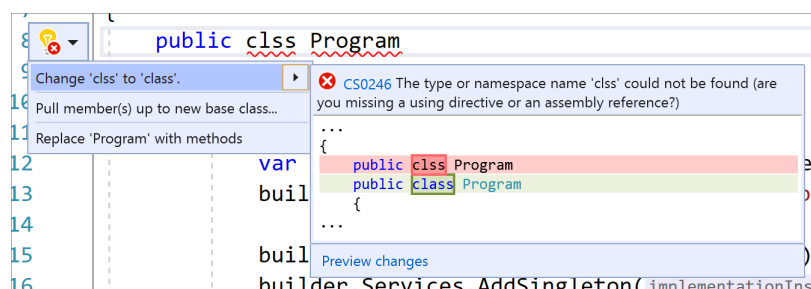 {
8 public clss Program
9
Change 'clss' to 'class'.
10
Pull member(s) up to new base class...
11
Replace 'Program' with methods
CS0246 The type or namespace name 'clss' could not be found (are
you missing a using directive or an assembly reference?)
...
{
public clss Program
public class Program
{
...
Preview changes
12 var
13 buil
14
15 buil )
16 builder.Services.AddSingleton(implementationIns